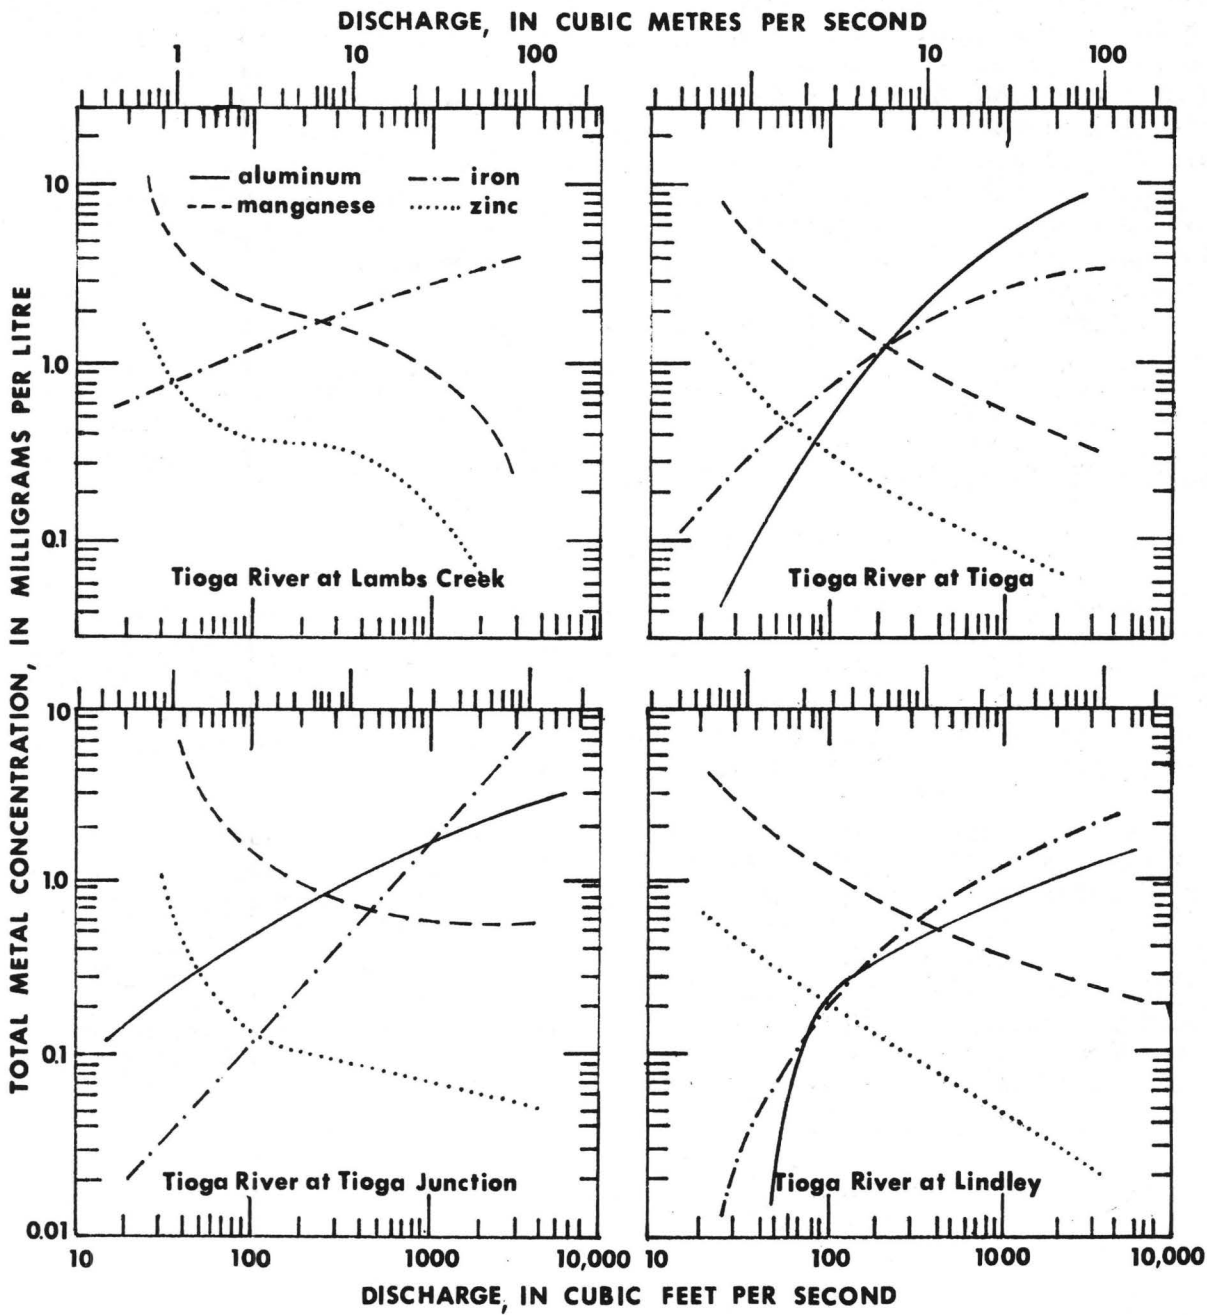 DISCHARGE, IN CUBIC METRES PER SECOND
1 10 100 10 100
TOTAL METAL CONCENTRATION, IN MILLIGRAMS PER LITRE
10
aluminum iron
manganese zinc
1.0
0.1
Tioga River at Lambs Creek
Tioga River at Tioga
10
1.0
0.1
Tioga River at Tioga Junction
Tioga River at Lindley
0.01
10 100 1000 10,000 10 100 1000 10,000
DISCHARGE, IN CUBIC FEET PER SECOND